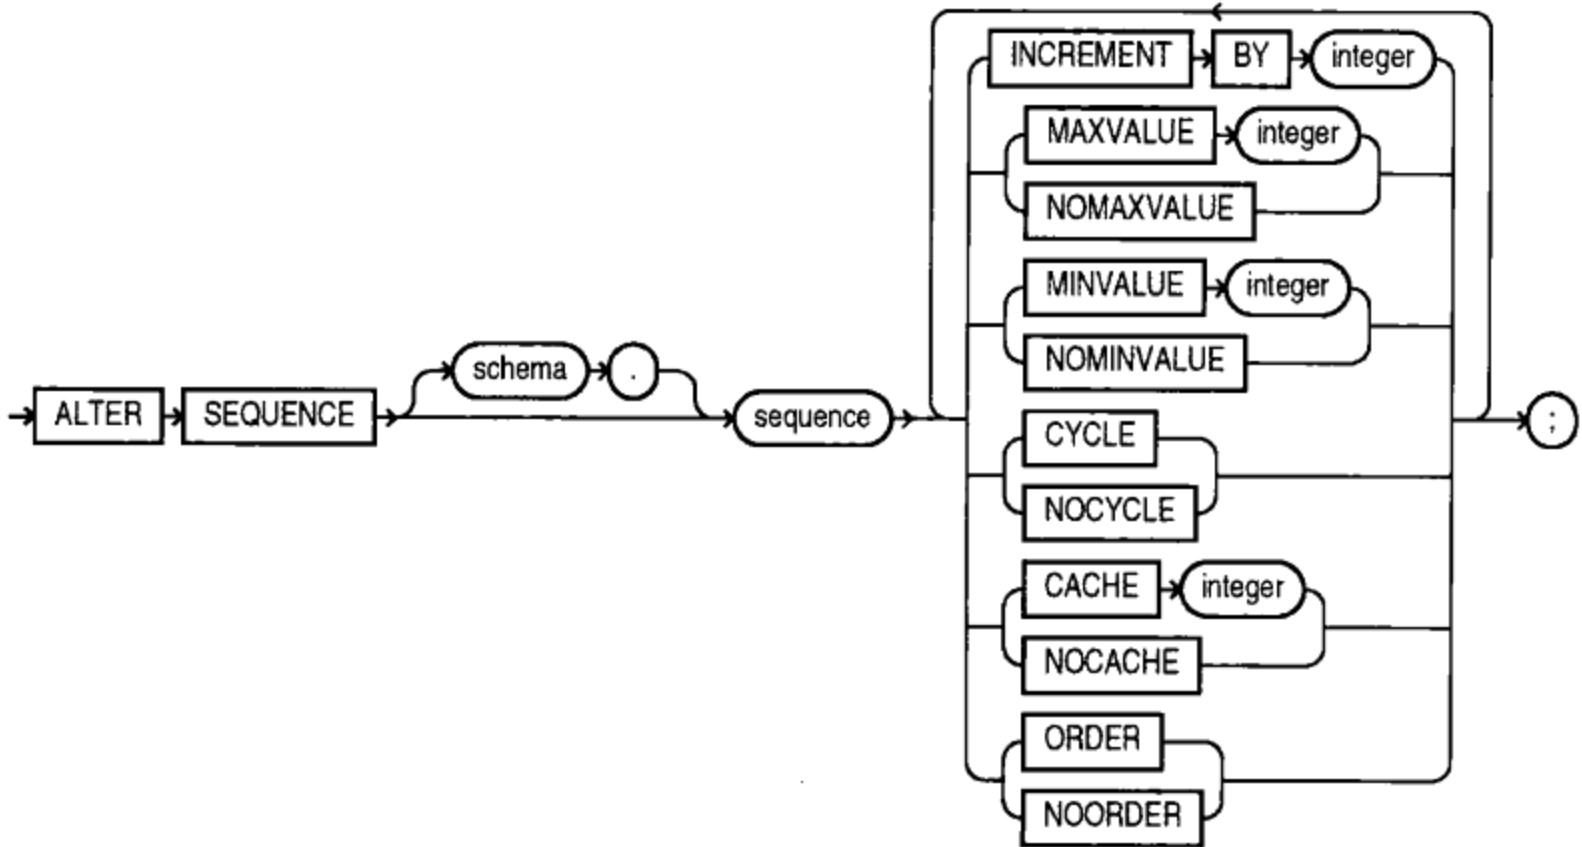 INCREMENT BY integer
MAXVALUE integer
NOMAXVALUE
MINVALUE integer
NOMINVALUE
schema .
ALTER SEQUENCE sequence ;
CYCLE
NOCYCLE
CACHE integer
NOCACHE
ORDER
NOORDER